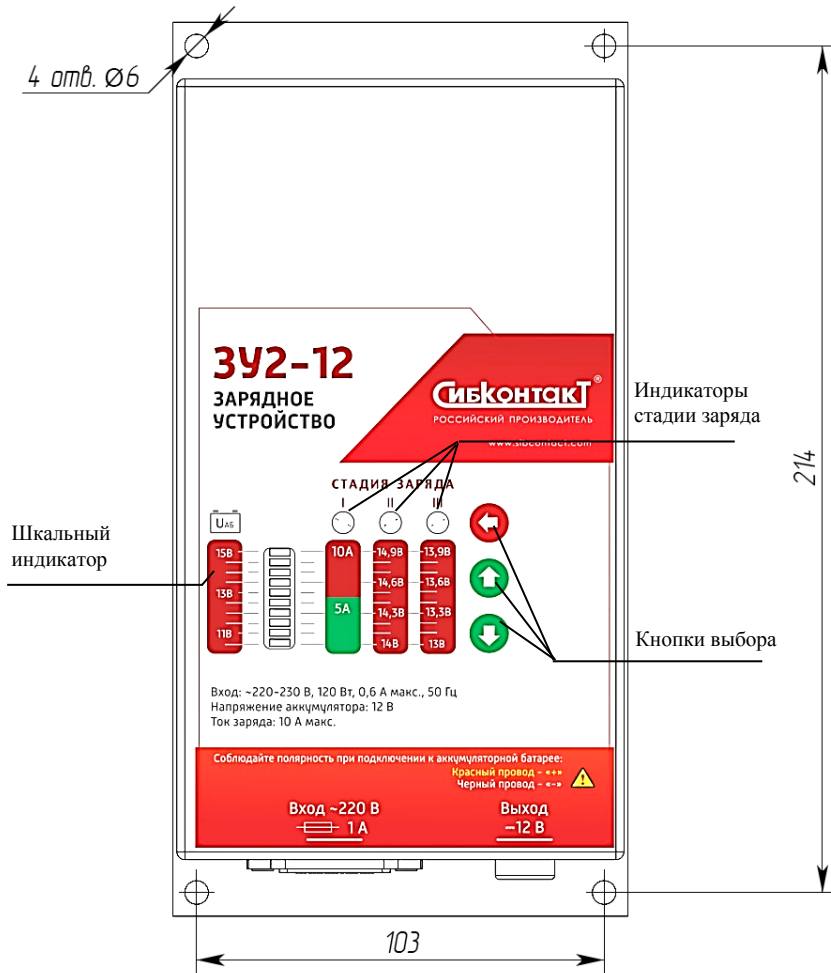 4 отв. Ø6
ЗУ2-12
ЗАРЯДНОЕ
УСТРОЙСТВО
СИБКОНТАКТ®
РОССИЙСКИЙ ПРОИЗВОДИТЕЛЬ
www.sibcontact.com
Индикаторы
стадии заряда
214
СТАДИЯ ЗАРЯДА
I II III
UАБ
Шкальный
индикатор
15В 10А 14,9В 13,9В
14,6В 13,6В
13В
5А 14,3В 13,3В
11В 14В 13В
Кнопки выбора
Вход: ~220-230 В, 120 Вт, 0,6 А макс., 50 Гц
Напряжение аккумулятора: 12 В
Ток заряда: 10 А макс.
Соблюдайте полярность при подключении к аккумуляторной батарее:
Красный провод - «+»
Черный провод - «-»
Вход ~220 В Выход
1 А –12 В
103